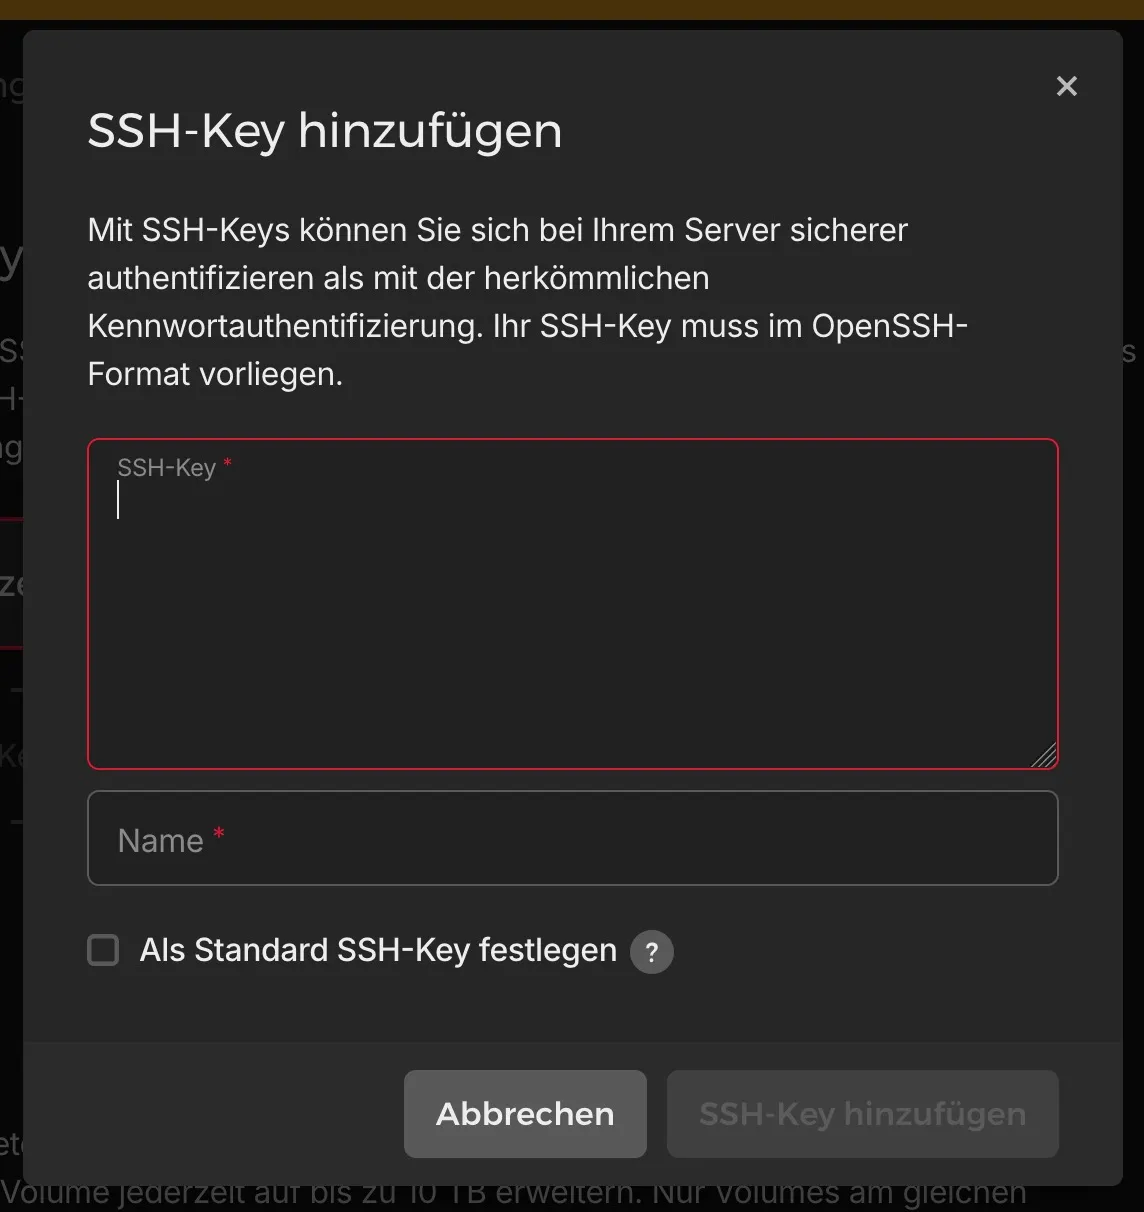 SSH-Key hinzufügen
Mit SSH-Keys können Sie sich bei Ihrem Server sicherer
authentifizieren als mit der herkömmlichen
Kennwortauthentifizierung. Ihr SSH-Key muss im OpenSSH-
Format vorliegen.
SSH-Key *
Name *
Als Standard SSH-Key festlegen ?
Abbrechen
SSH-Key hinzufügen
Volume jederzeit auf bis zu 10 TB erweitern. Nur Volumes am gleichen